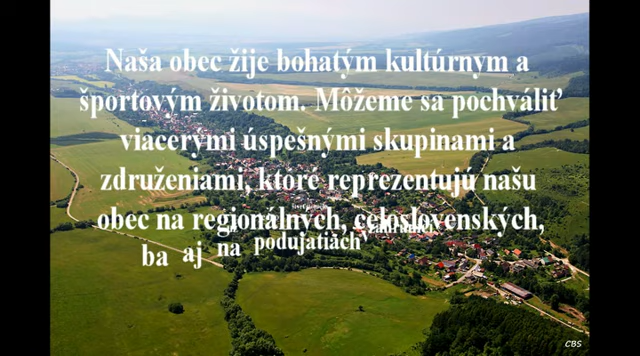 Naša obec žije bohatým kultúrnym a
športovým životom. Môžeme sa pochváliť
viacerými úspešnými skupinami a
združeniami, ktoré reprezentujú našu
obec na regionálnych, celoslovenských,
ba aj na podujatiach
CBS